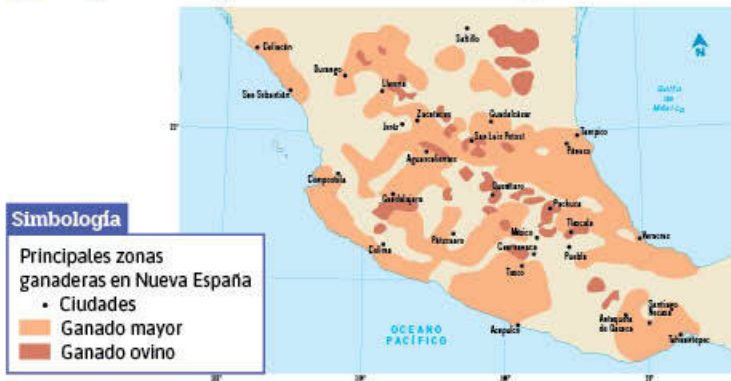 Saltillo
Culiacán
Durango
Llerena
San Sebastián
Golfo
de
México
Zacatecas
Guadalcázar
22°
Jerez
San Luis Potosí
Tampico
Pánuco
Aguascalientes
Compostela
Querétaro
Guadalajara
Pachuca
Simbología
México
Tlaxcala
Veracruz
Colima
Pátzcuaro
Cuernavaca
Puebla
Principales zonas
ganaderas en Nueva España
Taxco
• Ciudades
Ganado mayor
Ganado ovino
OCEANO
PACÍFICO
Acapulco
Antequera
de Oaxaca
Santiago
Nexapa
Tehuantepec